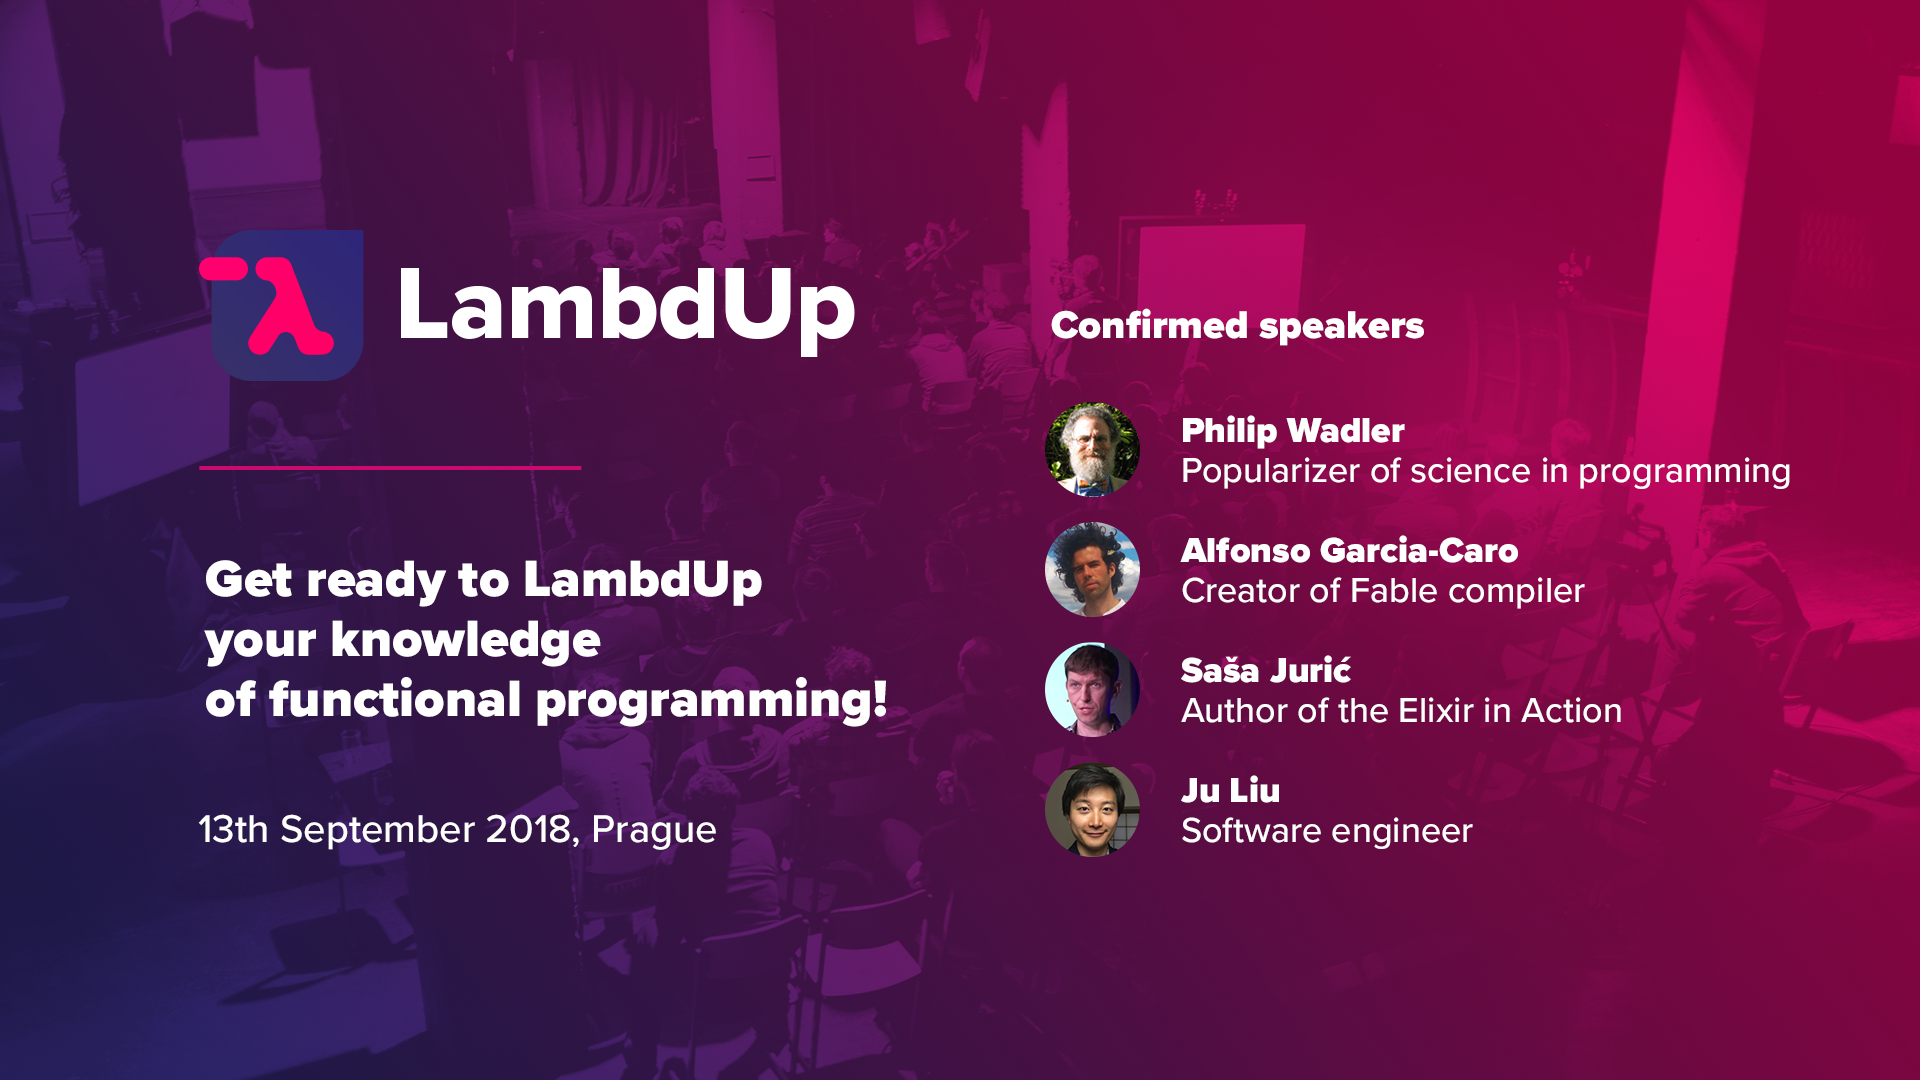 LambdUp
Get ready to LambdUp
your knowledge
of functional programming!
13th September 2018, Prague
Confirmed speakers
Philip Wadler
Popularizer of science in programming
Alfonso Garcia-Caro
Creator of Fable compiler
Saša Jurić
Author of the Elixir in Action
Ju Liu
Software engineer